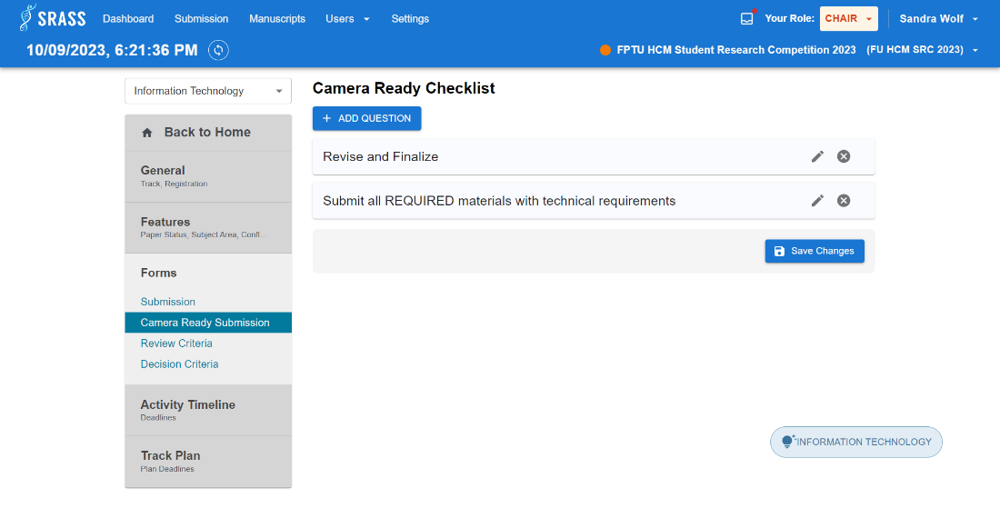 SRASS
Dashboard Submission Manuscripts Users Settings
Your Role: CHAIR Sandra Wolf
10/09/2023, 6:21:36 PM
FPTU HCM Student Research Competition 2023 (FU HCM SRC 2023)
Information Technology
Back to Home
General
Track, Registration
Features
Paper Status, Subject Area, Confl...
Forms
Submission
Camera Ready Submission
Review Criteria
Decision Criteria
Activity Timeline
Deadlines
Track Plan
Plan Deadlines
Camera Ready Checklist
+ ADD QUESTION
Revise and Finalize
Submit all REQUIRED materials with technical requirements
Save Changes
INFORMATION TECHNOLOGY